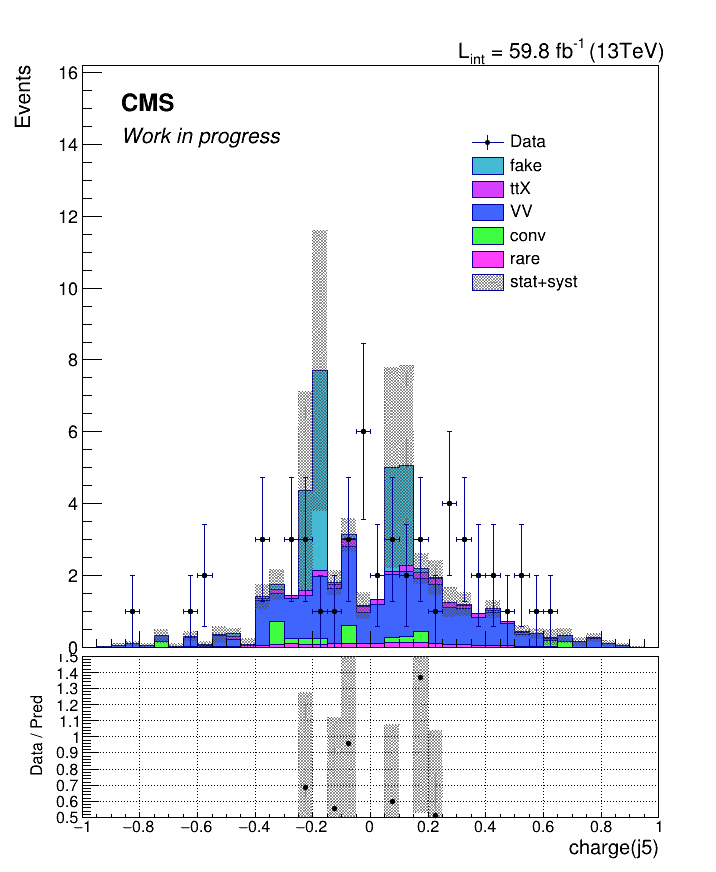 L_int = 59.8 fb^-1 (13TeV)
Events
16
14
12
10
8
6
4
2
0
CMS
Work in progress
Data
fake
ttX
VV
conv
rare
stat+syst
Data / Pred
1.5
1.4
1.3
1.2
1.1
1
0.9
0.8
0.7
0.6
0.5
−1 −0.8 −0.6 −0.4 −0.2 0 0.2 0.4 0.6 0.8 1
charge(j5)